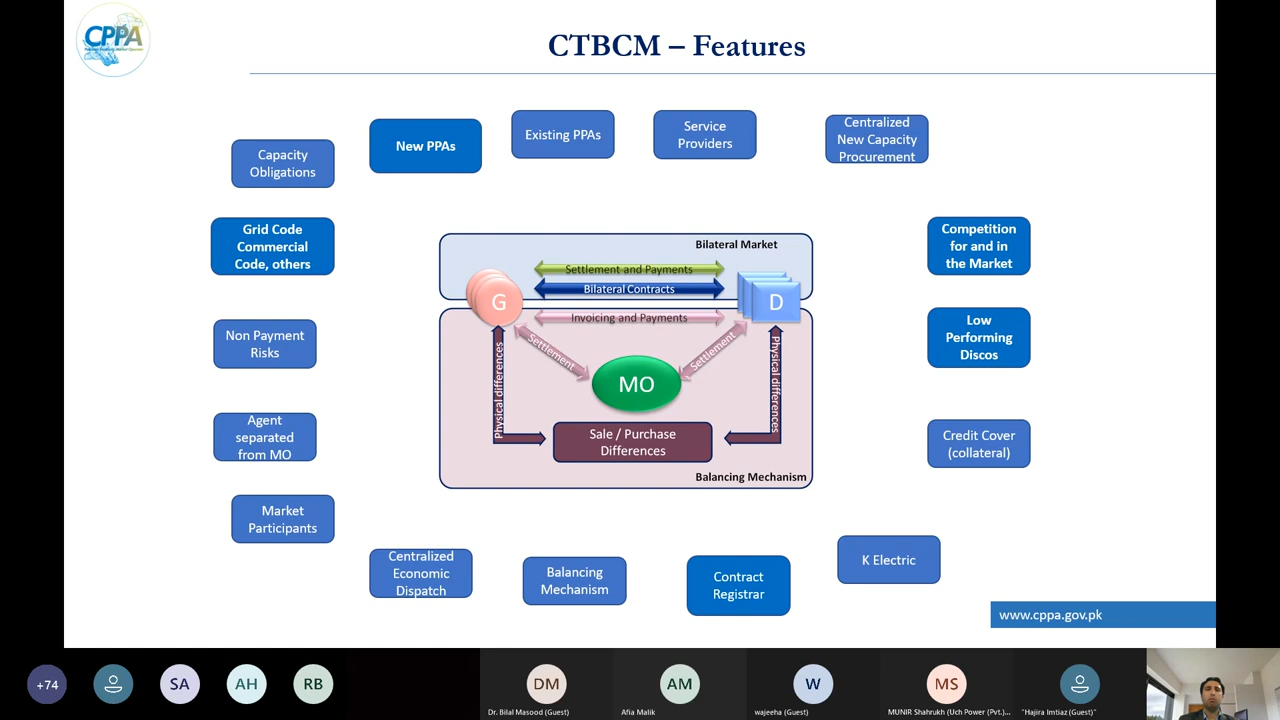 CPPA
CTBCM – Features
Capacity
Obligations
New PPAs
Existing PPAs
Service
Providers
Centralized
New Capacity
Procurement
Grid Code
Commercial
Code, others
Competition
for and in
the Market
Non Payment
Risks
Low
Performing
Discos
Agent
separated
from MO
Credit Cover
(collateral)
Market
Participants
Centralized
Economic
Dispatch
Balancing
Mechanism
Contract
Registrar
K Electric
Bilateral Market
Settlement and Payments
Bilateral Contracts
G
D
Invoicing and Payments
Settlement
Settlement
Physical differences
Physical differences
MO
Sale / Purchase
Differences
Balancing Mechanism
www.cppa.gov.pk
+74
SA
AH
RB
DM
AM
W
MS
Dr. Bilal Masood (Guest)
Afia Malik
wajeeha (Guest)
MUNIR Shahrukh (Uch Power (Pvt.)...
"Hajira Imtiaz (Guest)"